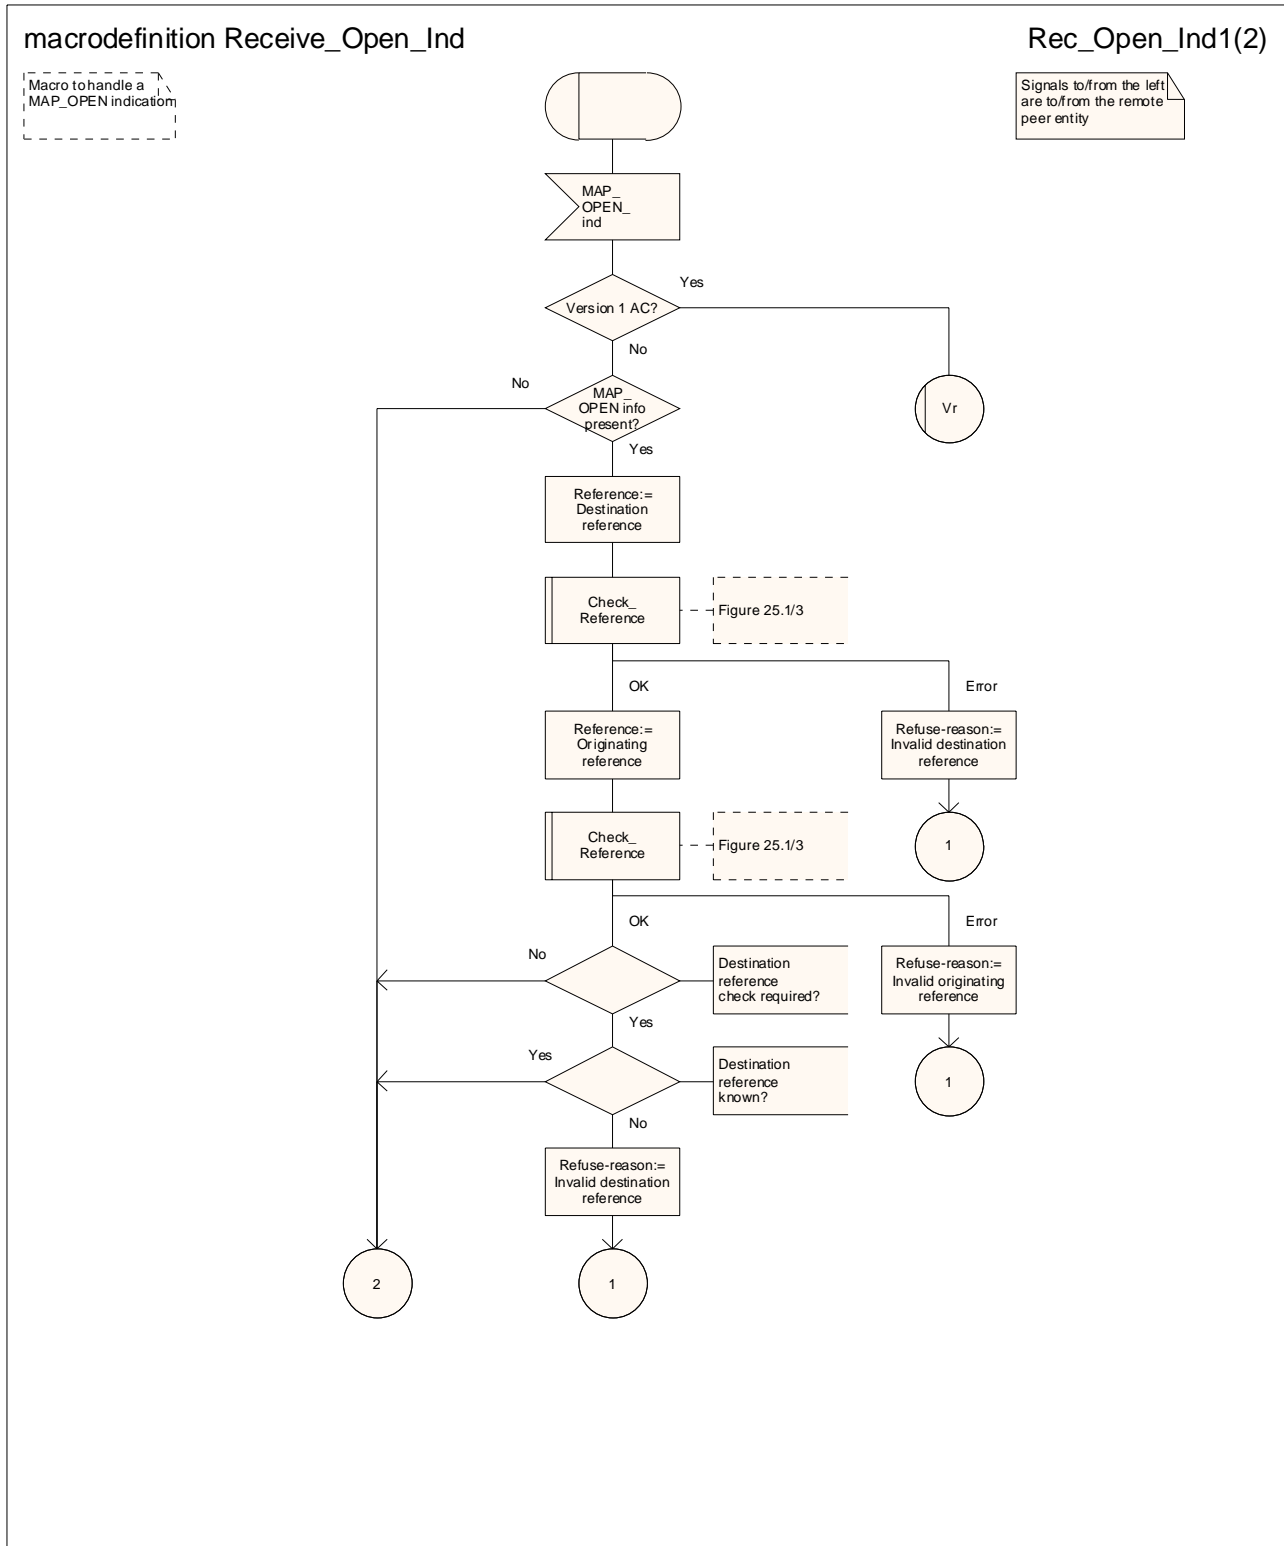 macrodefinition Receive_Open_Ind
Rec_Open_Ind1(2)
Macro to handle a
MAP_OPEN indication
Signals to/from the left
are to/from the remote
peer entity
MAP_
OPEN_
ind
Yes
Version 1 AC?
No
No
MAP_
OPEN info
present?
Vr
Yes
Reference:=
Destination
reference
Check_
Reference
Figure 25.1/3
OK
Error
Reference:=
Originating
reference
Refuse-reason:=
Invalid destination
reference
Check_
Reference
Figure 25.1/3
1
OK
Error
No
Destination
reference
check required?
Refuse-reason:=
Invalid originating
reference
Yes
Yes
Destination
reference
known?
1
No
Refuse-reason:=
Invalid destination
reference
2
1